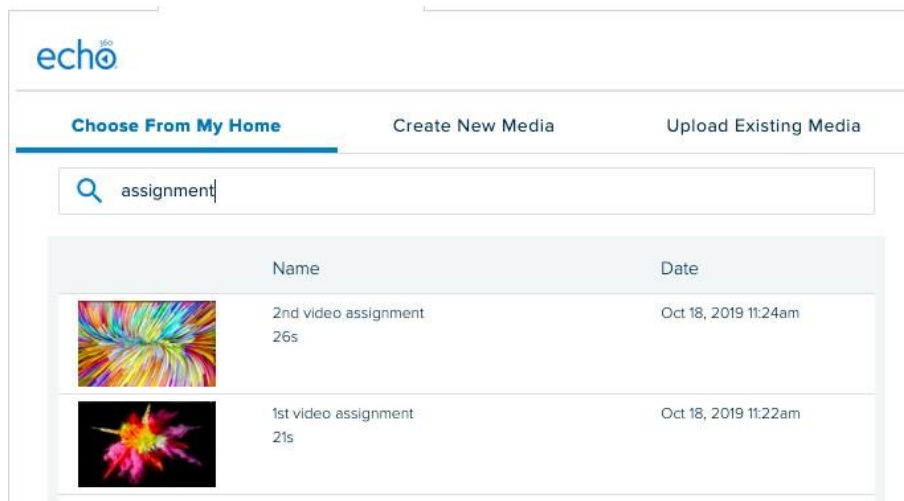 echo360
Choose From My Home Create New Media Upload Existing Media
assignment
Name Date
2nd video assignment Oct 18, 2019 11:24am
26s
1st video assignment Oct 18, 2019 11:22am
21s